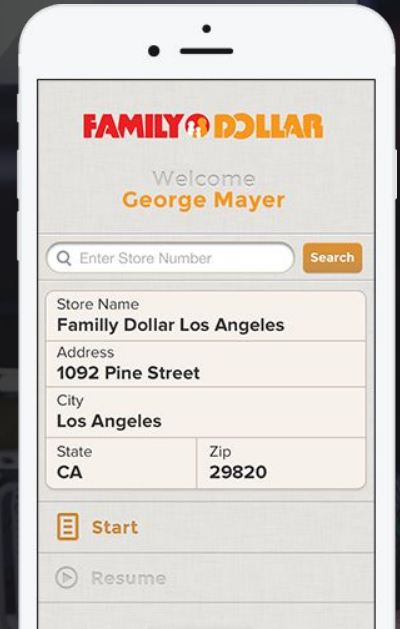 FAMILY DOLLAR
Welcome
George Mayer
Enter Store Number
Search
Store Name
Familly Dollar Los Angeles
Address
1092 Pine Street
City
Los Angeles
State
Zip
CA
29820
Start
Resume